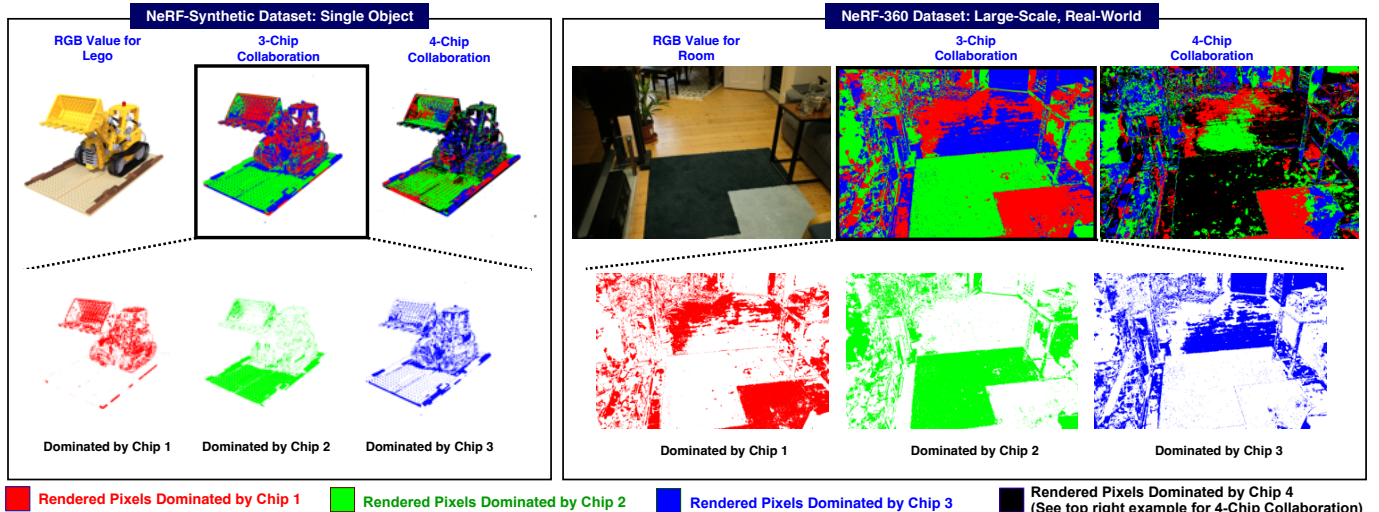 NeRF-Synthetic Dataset: Single Object
RGB Value for
Lego
3-Chip
Collaboration
4-Chip
Collaboration
Dominated by Chip 1
Dominated by Chip 2
Dominated by Chip 3
NeRF-360 Dataset: Large-Scale, Real-World
RGB Value for
Room
3-Chip
Collaboration
4-Chip
Collaboration
Dominated by Chip 1
Dominated by Chip 2
Dominated by Chip 3
Rendered Pixels Dominated by Chip 1
Rendered Pixels Dominated by Chip 2
Rendered Pixels Dominated by Chip 3
Rendered Pixels Dominated by Chip 4
(See top right example for 4-Chip Collaboration)